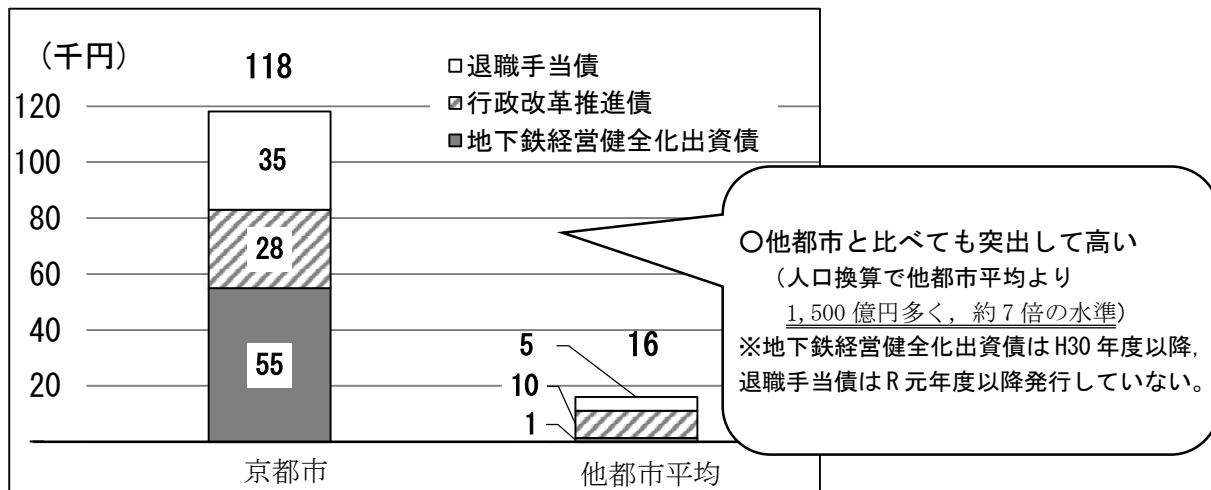 (千円)
118
□退職手当債
行政改革推進債
■地下鉄経営健全化出資債
120
100
80
60
40
20
35
28
55
5
10
1
16
京都市
他都市平均
〇他都市と比べても突出して高い
(人口換算で他都市平均より
1,500億円多く,約7倍の水準)
※地下鉄経営健全化出資債はH30年度以降,
退職手当債はR元年度以降発行していない。